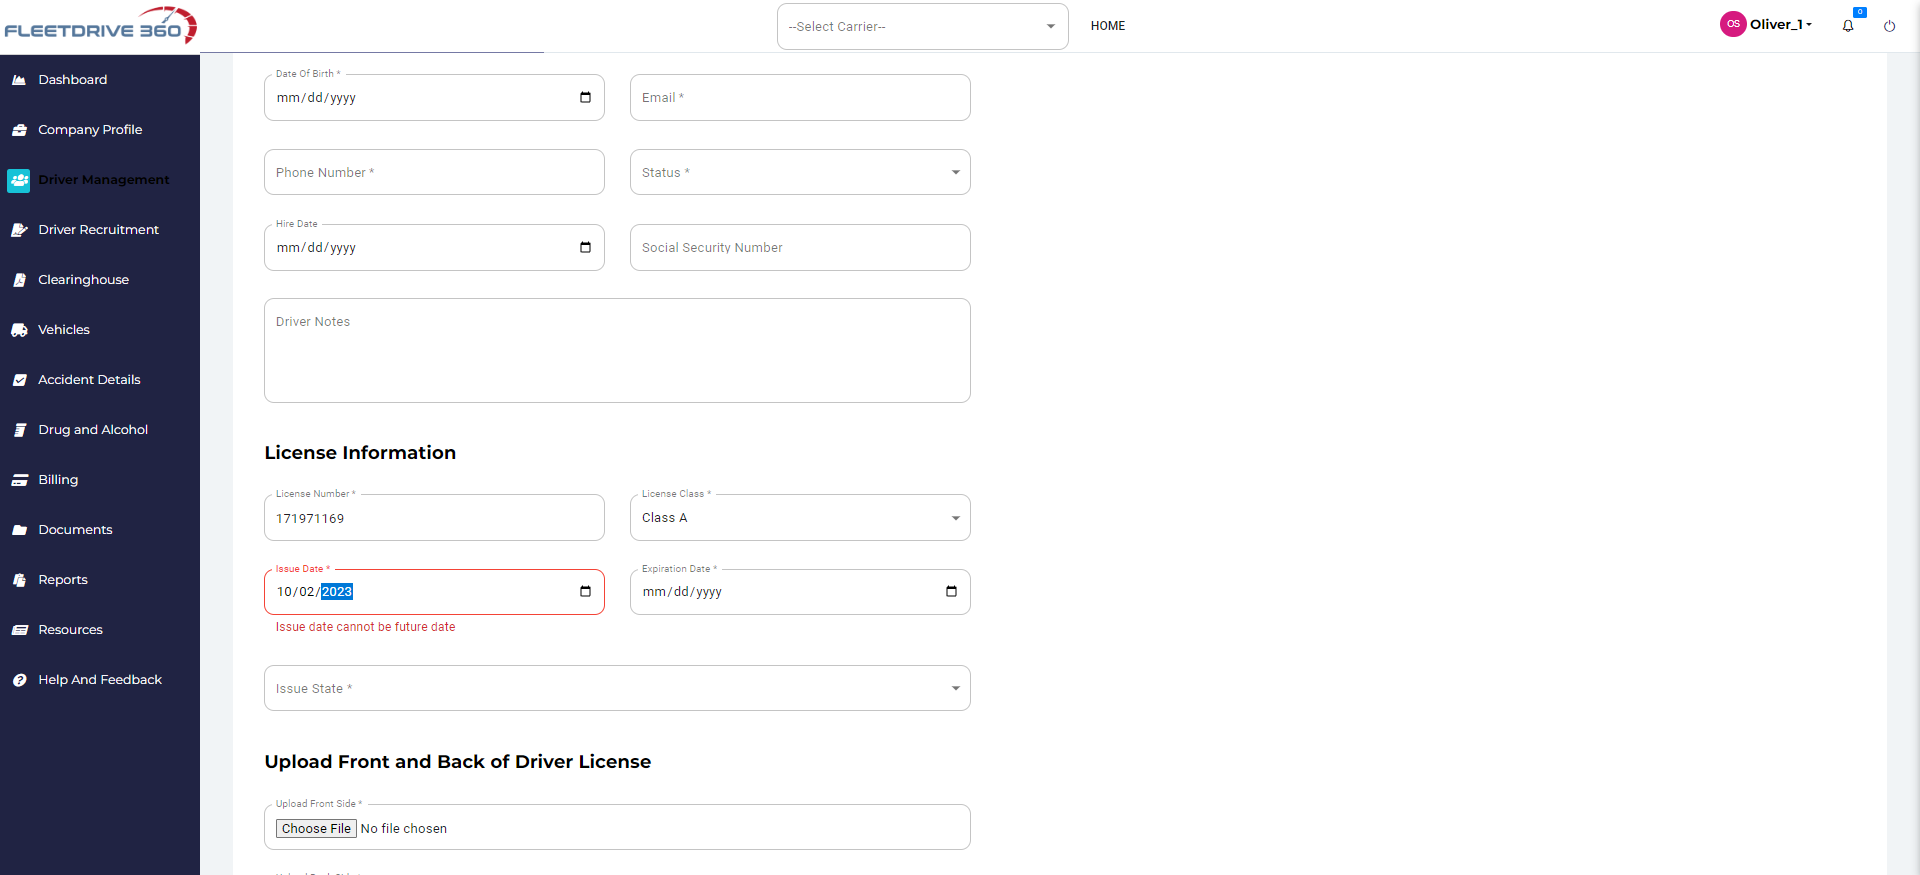 FLEETDRIVE 360
--Select Carrier--
HOME
OS
Oliver_1
0
Dashboard
Company Profile
Driver Management
Driver Recruitment
Clearinghouse
Vehicles
Accident Details
Drug and Alcohol
Billing
Documents
Reports
Resources
Help And Feedback
Date Of Birth *
mm/dd/yyyy
Email *
Phone Number *
Status *
Hire Date
mm/dd/yyyy
Social Security Number
Driver Notes
License Information
License Number *
171971169
License Class *
Class A
Issue Date *
10/02/2023
Issue date cannot be future date
Expiration Date *
mm/dd/yyyy
Issue State *
Upload Front and Back of Driver License
Upload Front Side *
Choose File No file chosen